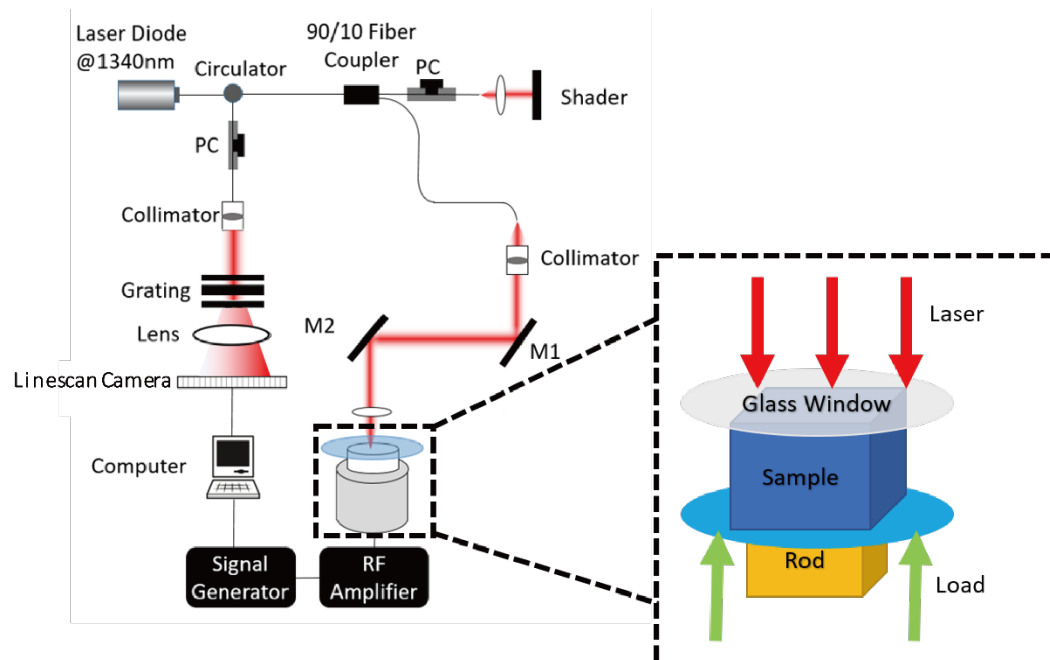 Laser Diode
@1340nm
Circulator
90/10 Fiber
Coupler
PC
Shader
PC
Collimator
Collimator
Grating
M2
M1
Lens
Linescan Camera
Laser
Glass Window
Computer
Sample
Signal
Generator
RF
Amplifier
Rod
Load